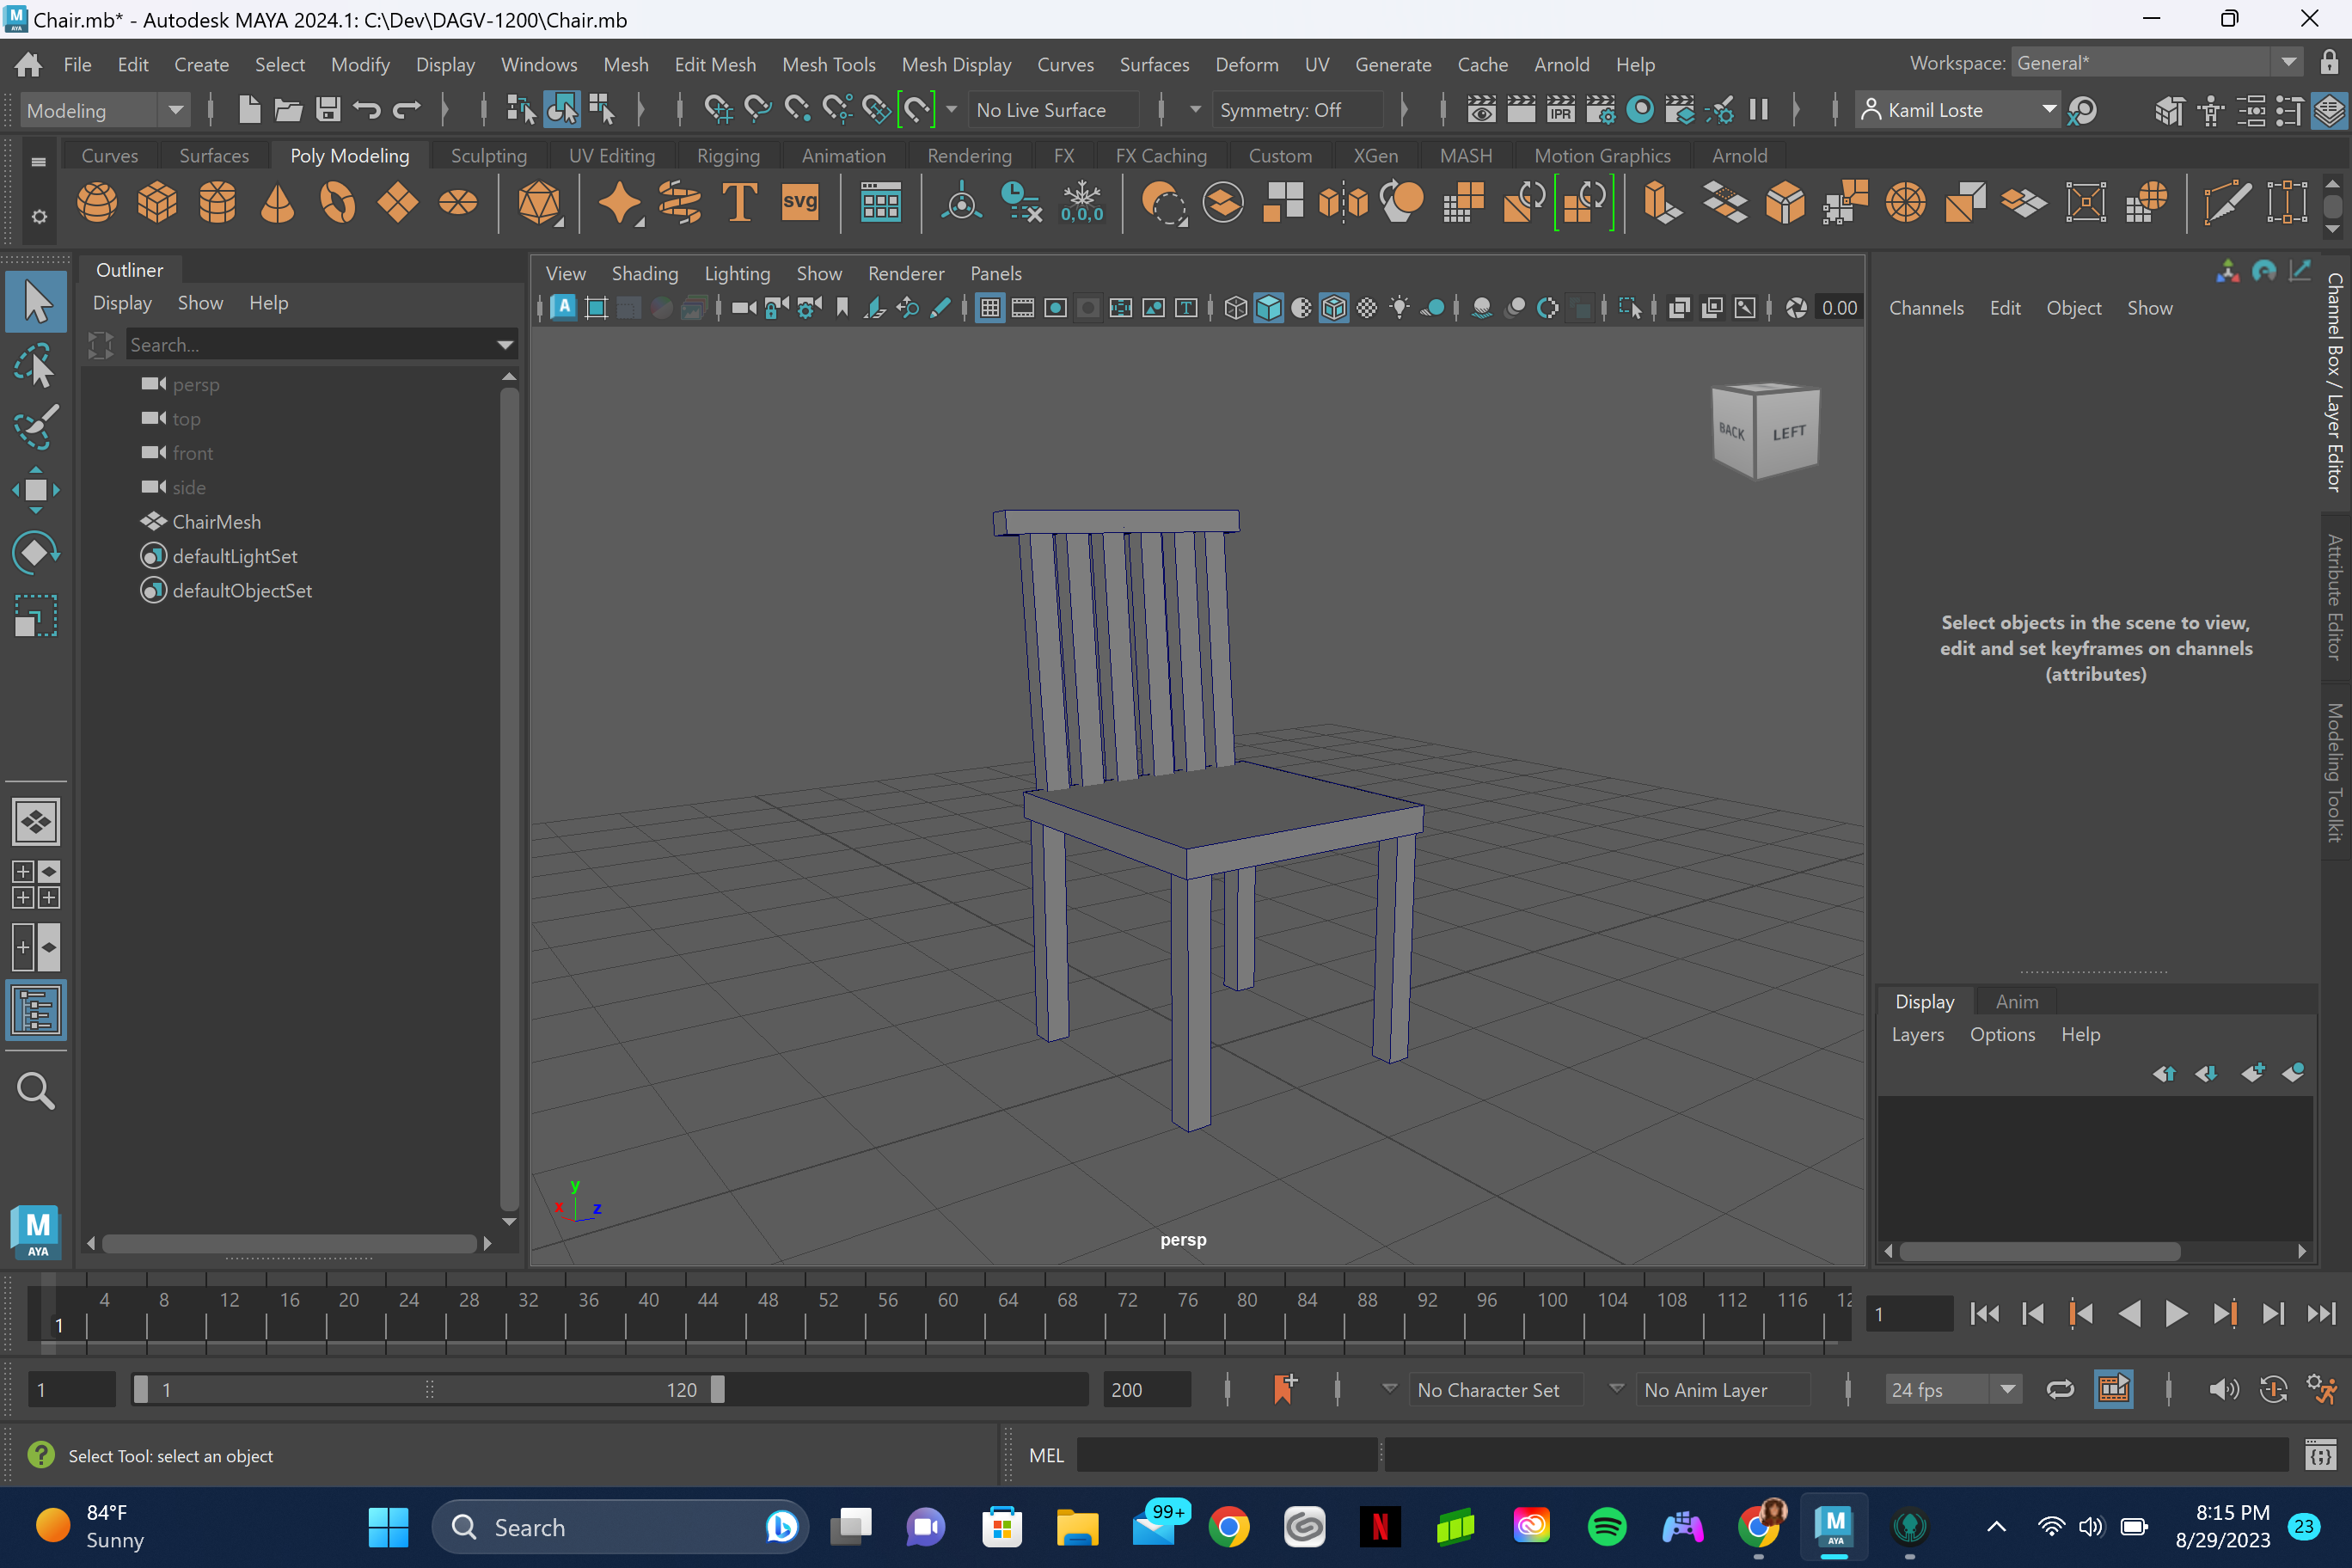 Chair.mb* - Autodesk MAYA 2024.1: C:\Dev\DAGV-1200\Chair.mb
File Edit Create Select Modify Display Windows Mesh Edit Mesh Mesh Tools Mesh Display Curves Surfaces Deform UV Generate Cache Arnold Help Workspace: General*
Modeling No Live Surface Symmetry: Off IPR Kamil Loste
Curves Surfaces Poly Modeling Sculpting UV Editing Rigging Animation Rendering FX FX Caching Custom XGen MASH Motion Graphics Arnold
T svg 0,0,0
Outliner
Display Show Help
Search...
persp
top
front
side
ChairMesh
defaultLightSet
defaultObjectSet
View Shading Lighting Show Renderer Panels
0.00
BACK LEFT
y
x z
persp
Channels Edit Object Show
Select objects in the scene to view,
edit and set keyframes on channels
(attributes)
Channel Box / Layer Editor
Attribute Editor
Modeling Toolkit
Display Anim
Layers Options Help
M
AYA
4 8 12 16 20 24 28 32 36 40 44 48 52 56 60 64 68 72 76 80 84 88 92 96 100 104 108 112 116 12
1 1
1 1 120 200 No Character Set No Anim Layer 24 fps
Select Tool: select an object MEL
84°F
Sunny
Search
99+
N
M
AYA
8:15 PM
8/29/2023
23